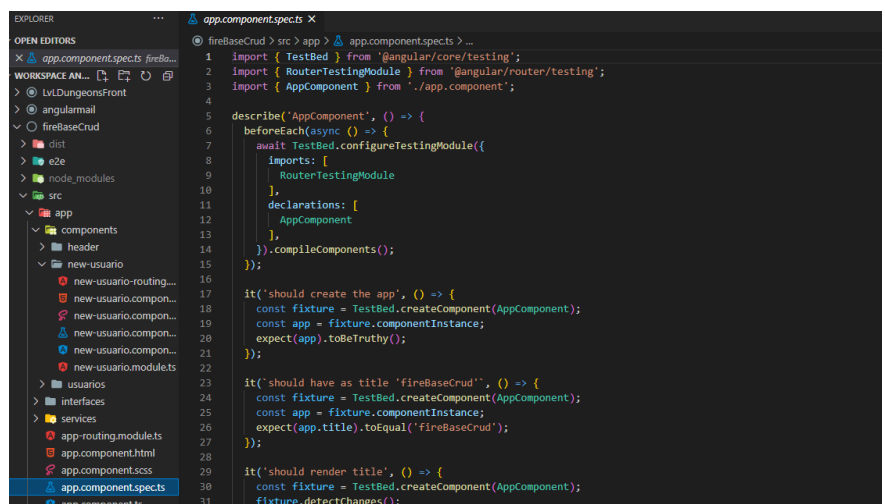 EXPLORER
OPEN EDITORS
app.component.spec.ts fireBa...
WORKSPACE AN...
LvLDungeonsFront
angularmail
fireBaseCrud
dist
e2e
node_modules
src
app
components
header
new-usuario
new-usuario-routing....
new-usuario.compon...
new-usuario.compon...
new-usuario.compon...
new-usuario.compon...
new-usuario.module.ts
usuarios
interfaces
services
app-routing.module.ts
app.component.html
app.component.scss
app.component.spec.ts
app.component.ts
app.component.spec.ts
fireBaseCrud > src > app > app.component.spec.ts > ...
1 import { TestBed } from '@angular/core/testing';
2 import { RouterTestingModule } from '@angular/router/testing';
3 import { AppComponent } from './app.component';
4
5 describe('AppComponent', () => {
6 beforeEach(async () => {
7 await TestBed.configureTestingModule({
8 imports: [
9 RouterTestingModule
10 ],
11 declarations: [
12 AppComponent
13 ],
14 }).compileComponents();
15 });
16
17 it('should create the app', () => {
18 const fixture = TestBed.createComponent(AppComponent);
19 const app = fixture.componentInstance;
20 expect(app).toBeTruthy();
21 });
22
23 it(`should have as title 'fireBaseCrud'`, () => {
24 const fixture = TestBed.createComponent(AppComponent);
25 const app = fixture.componentInstance;
26 expect(app.title).toEqual('fireBaseCrud');
27 });
28
29 it('should render title', () => {
30 const fixture = TestBed.createComponent(AppComponent);
31 fixture.detectChanges();